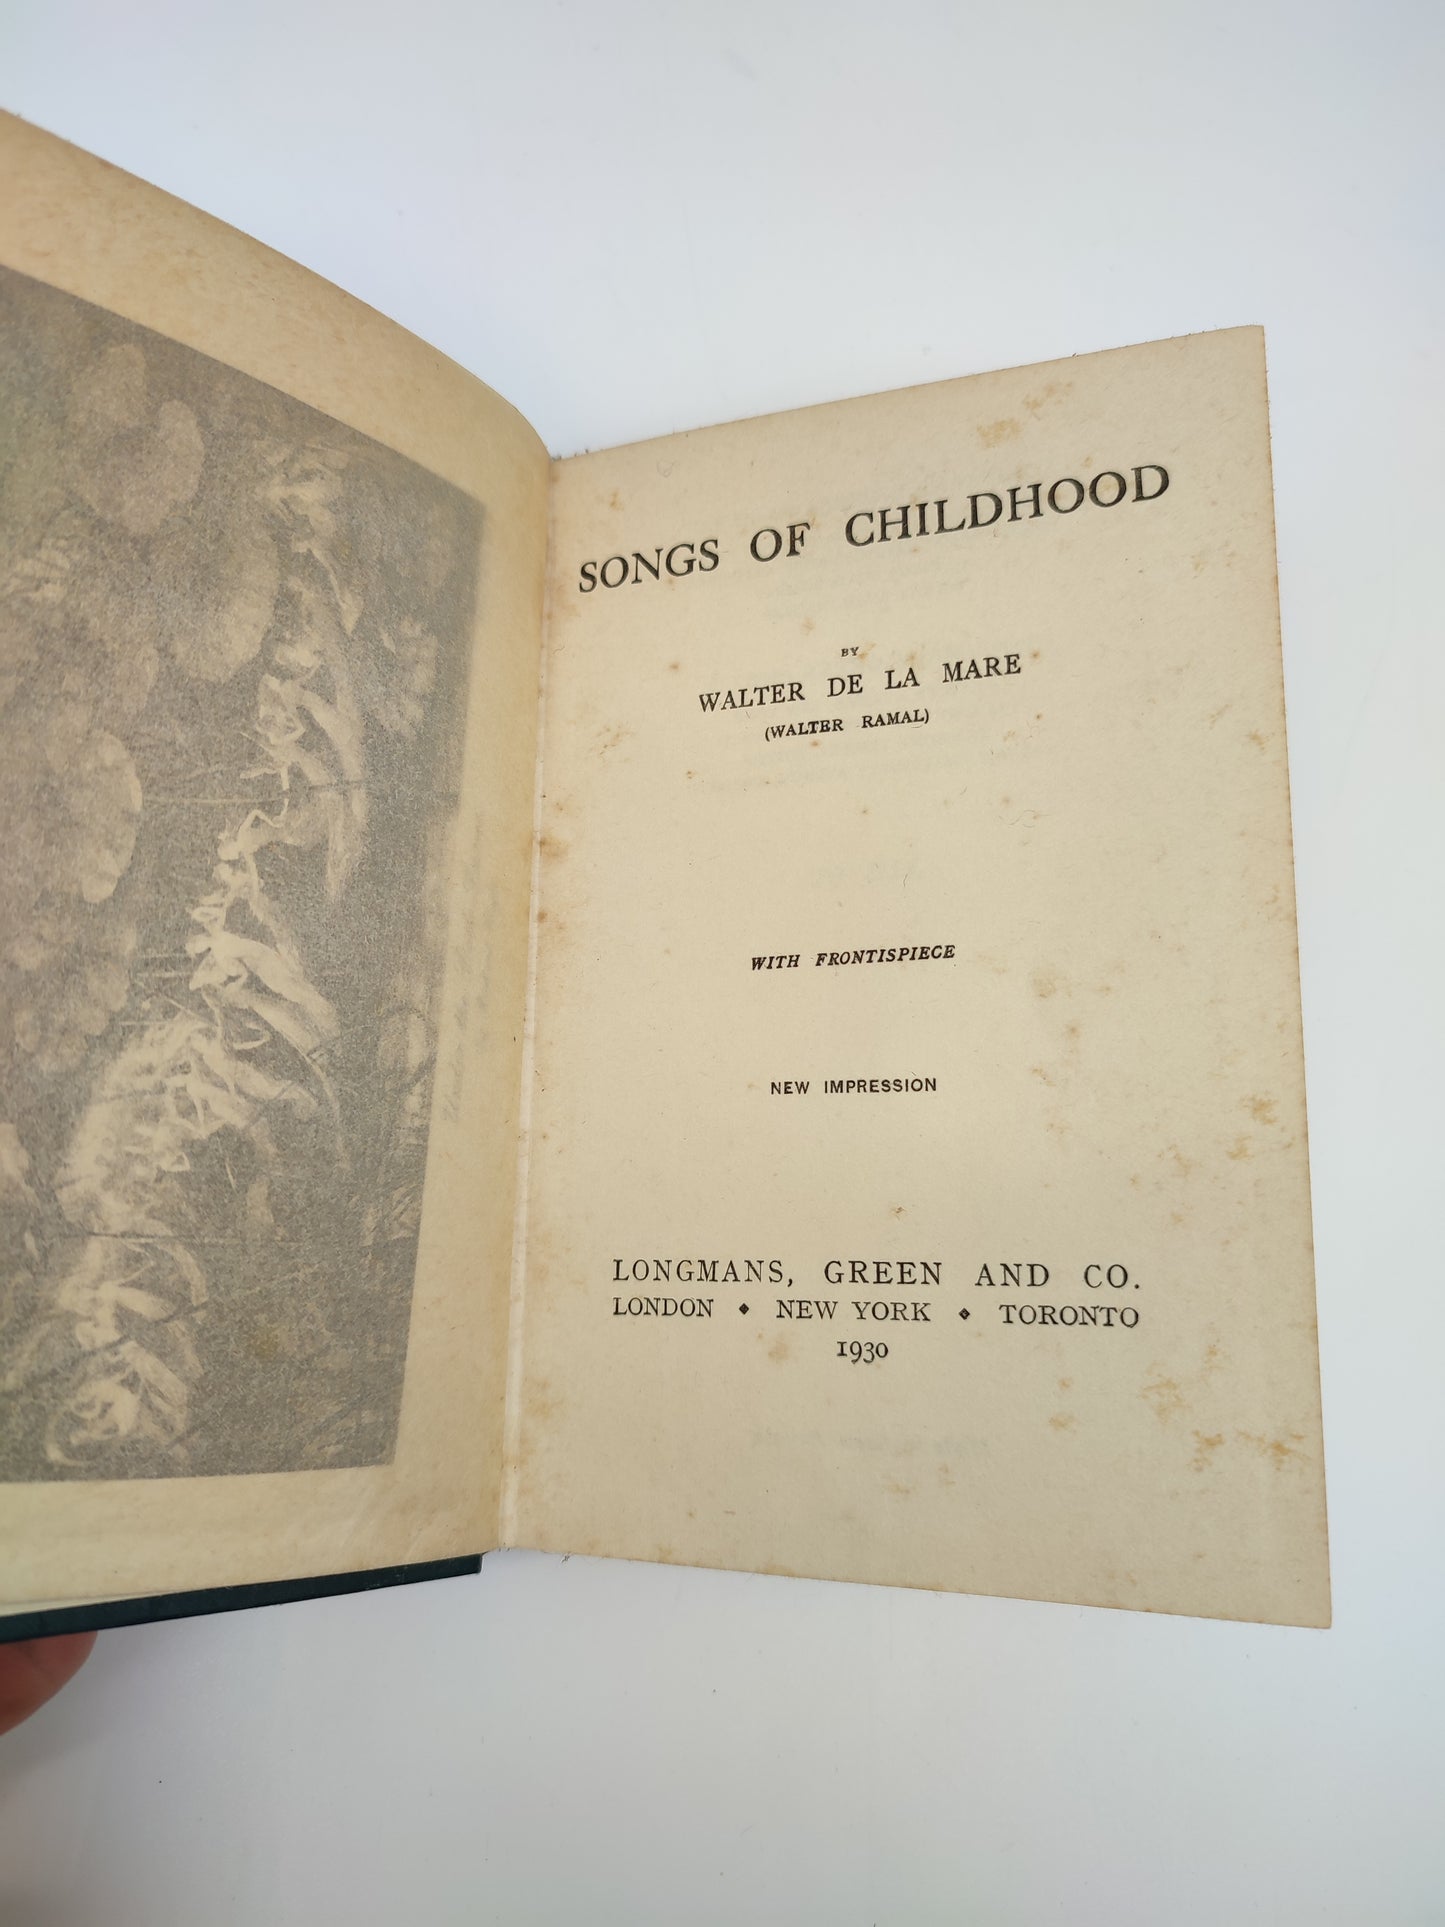 SONGS OF CHILDHOOD
BY
WALTER DE LA MARE
(WALTER RAMAL)
WITH FRONTISPIECE
NEW IMPRESSION
LONGMANS, GREEN AND CO.
LONDON ⬥ NEW YORK ⬥ TORONTO
1930